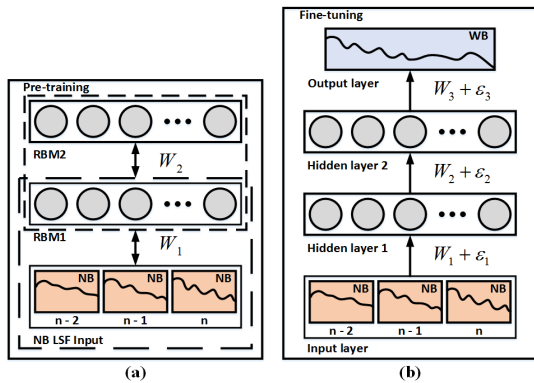 Pre-training
RBM2
W₂
RBM1
W₁
NB NB NB
n - 2 n - 1 n
NB LSF Input
(a)
Fine-tuning
WB
Output layer
W₃ + ε₃
Hidden layer 2
W₂ + ε₂
Hidden layer 1
W₁ + ε₁
NB NB NB
n - 2 n - 1 n
Input layer
(b)